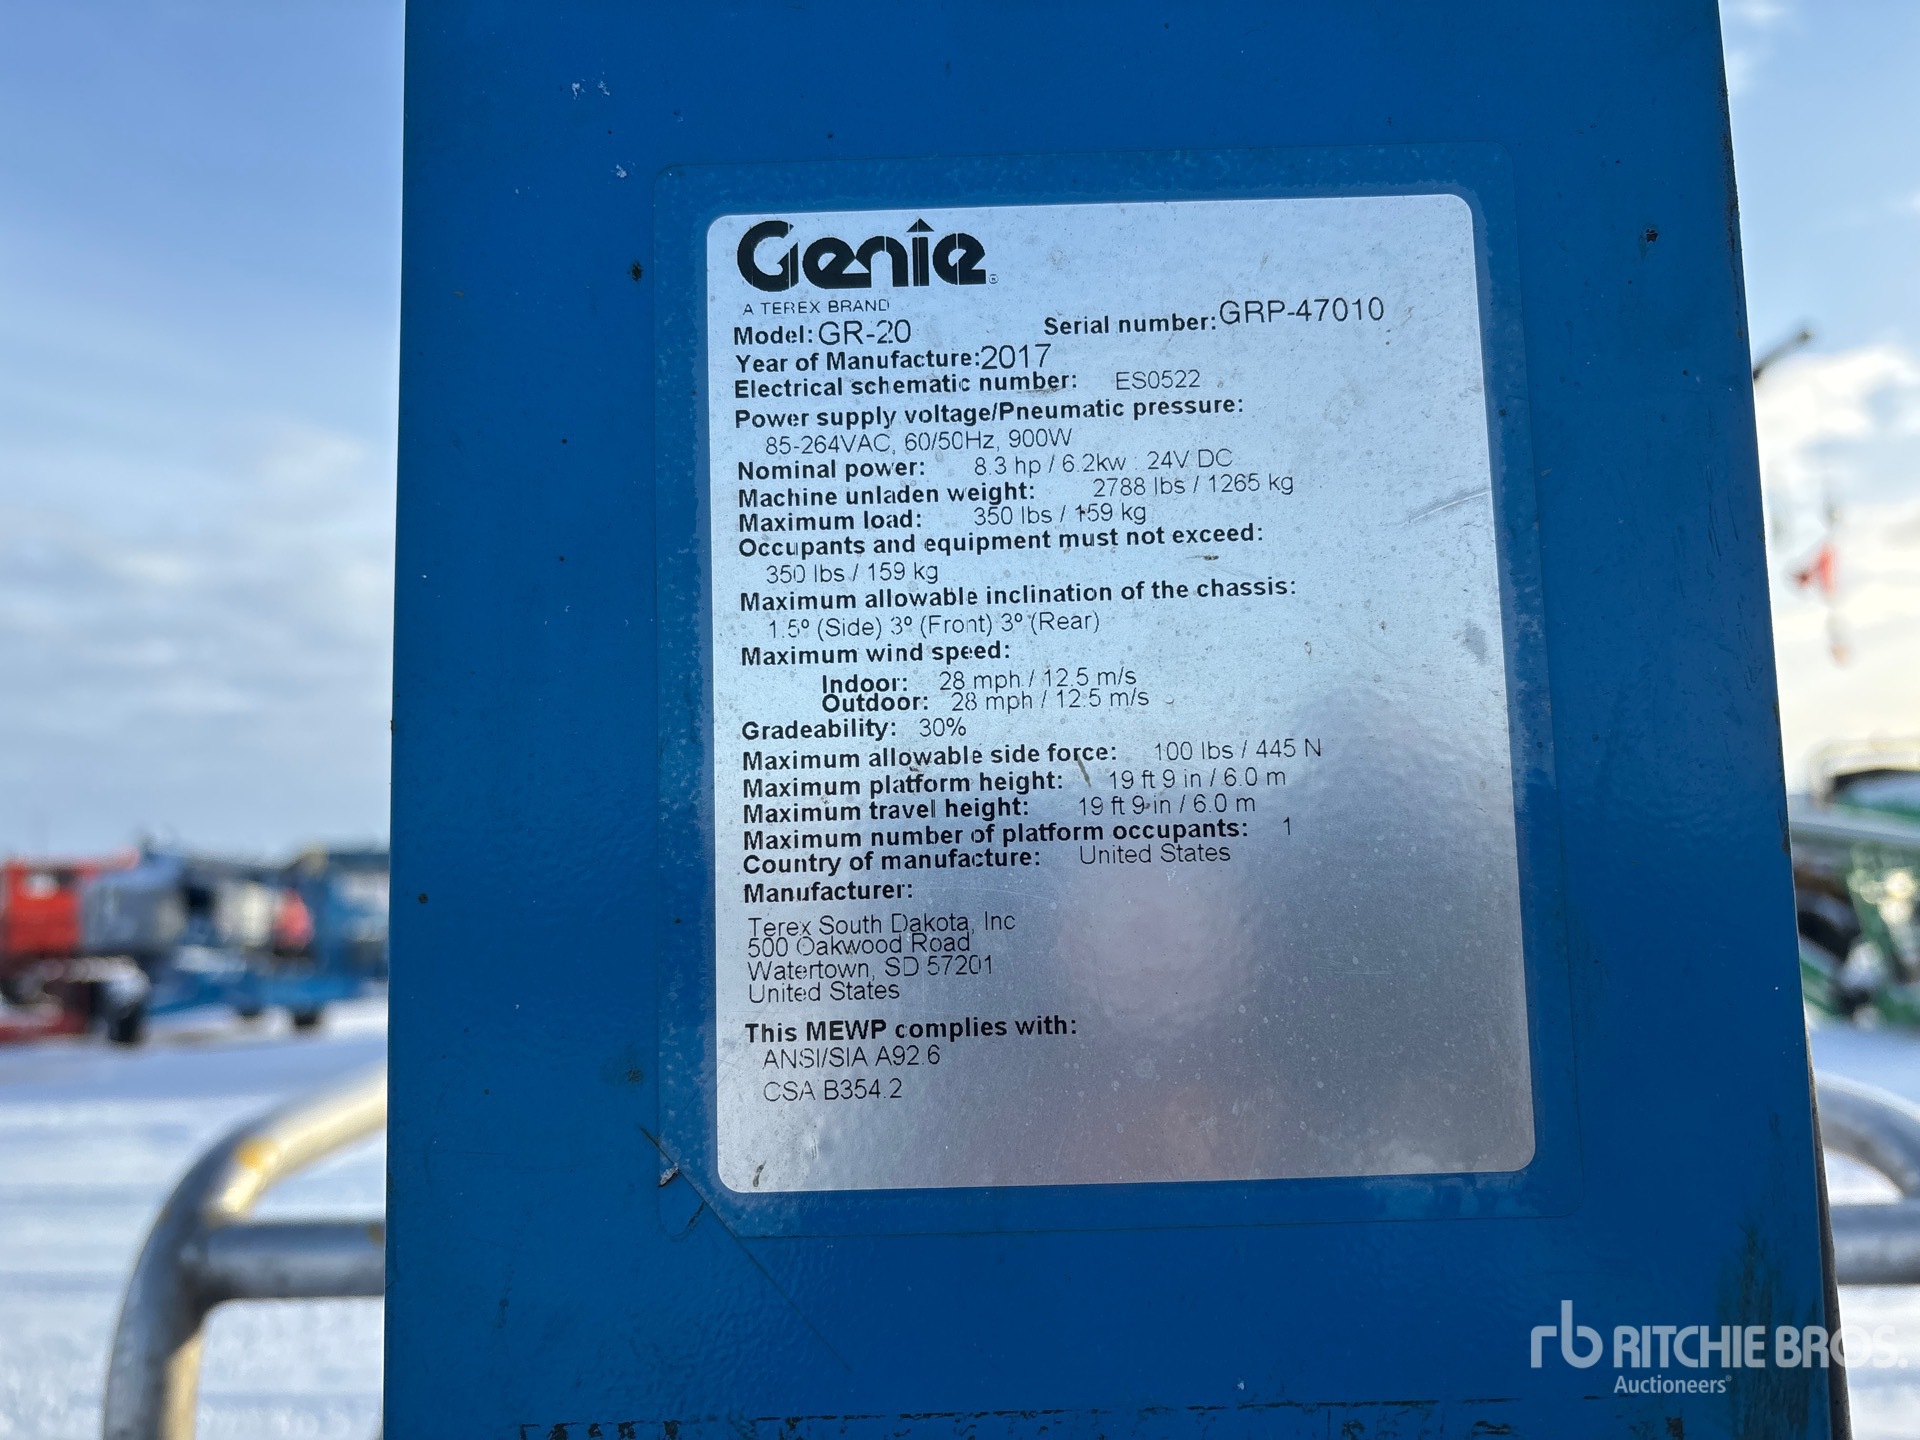 Genie®
A TEREX BRAND
Model: GR-20 Serial number: GRP-47010
Year of Manufacture: 2017
Electrical schematic number: ES0522
Power supply voltage/Pneumatic pressure:
85-264VAC, 60/50Hz, 900W
Nominal power: 8.3 hp / 6.2kw : 24V DC
Machine unladen weight: 2788 lbs / 1265 kg
Maximum load: 350 lbs / 159 kg
Occupants and equipment must not exceed:
350 lbs / 159 kg
Maximum allowable inclination of the chassis:
1.5º (Side) 3º (Front) 3º (Rear)
Maximum wind speed:
Indoor: 28 mph / 12.5 m/s
Outdoor: 28 mph / 12.5 m/s
Gradeability: 30%
Maximum allowable side force: 100 lbs / 445 N
Maximum platform height: 19 ft 9 in / 6.0 m
Maximum travel height: 19 ft 9 in / 6.0 m
Maximum number of platform occupants: 1
Country of manufacture: United States
Manufacturer:
Terex South Dakota, Inc
500 Oakwood Road
Watertown, SD 57201
United States
This MEWP complies with:
ANSI/SIA A92.6
CSA B354.2
rb RITCHIE BROS.
Auctioneers®